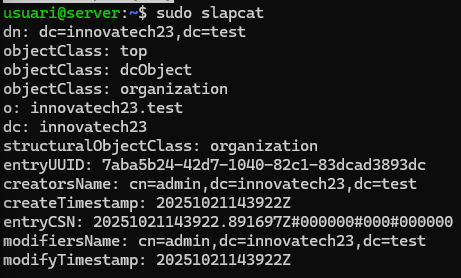 usuari@server:~$ sudo slapcat
dn: dc=innovatech23,dc=test
objectClass: top
objectClass: dcObject
objectClass: organization
o: innovatech23.test
dc: innovatech23
structuralObjectClass: organization
entryUUID: 7aba5b24-42d7-1040-82c1-83dcad3893dc
creatorsName: cn=admin,dc=innovatech23,dc=test
createTimestamp: 20251021143922Z
entryCSN: 20251021143922.891697Z#000000#000#000000
modifiersName: cn=admin,dc=innovatech23,dc=test
modifyTimestamp: 20251021143922Z